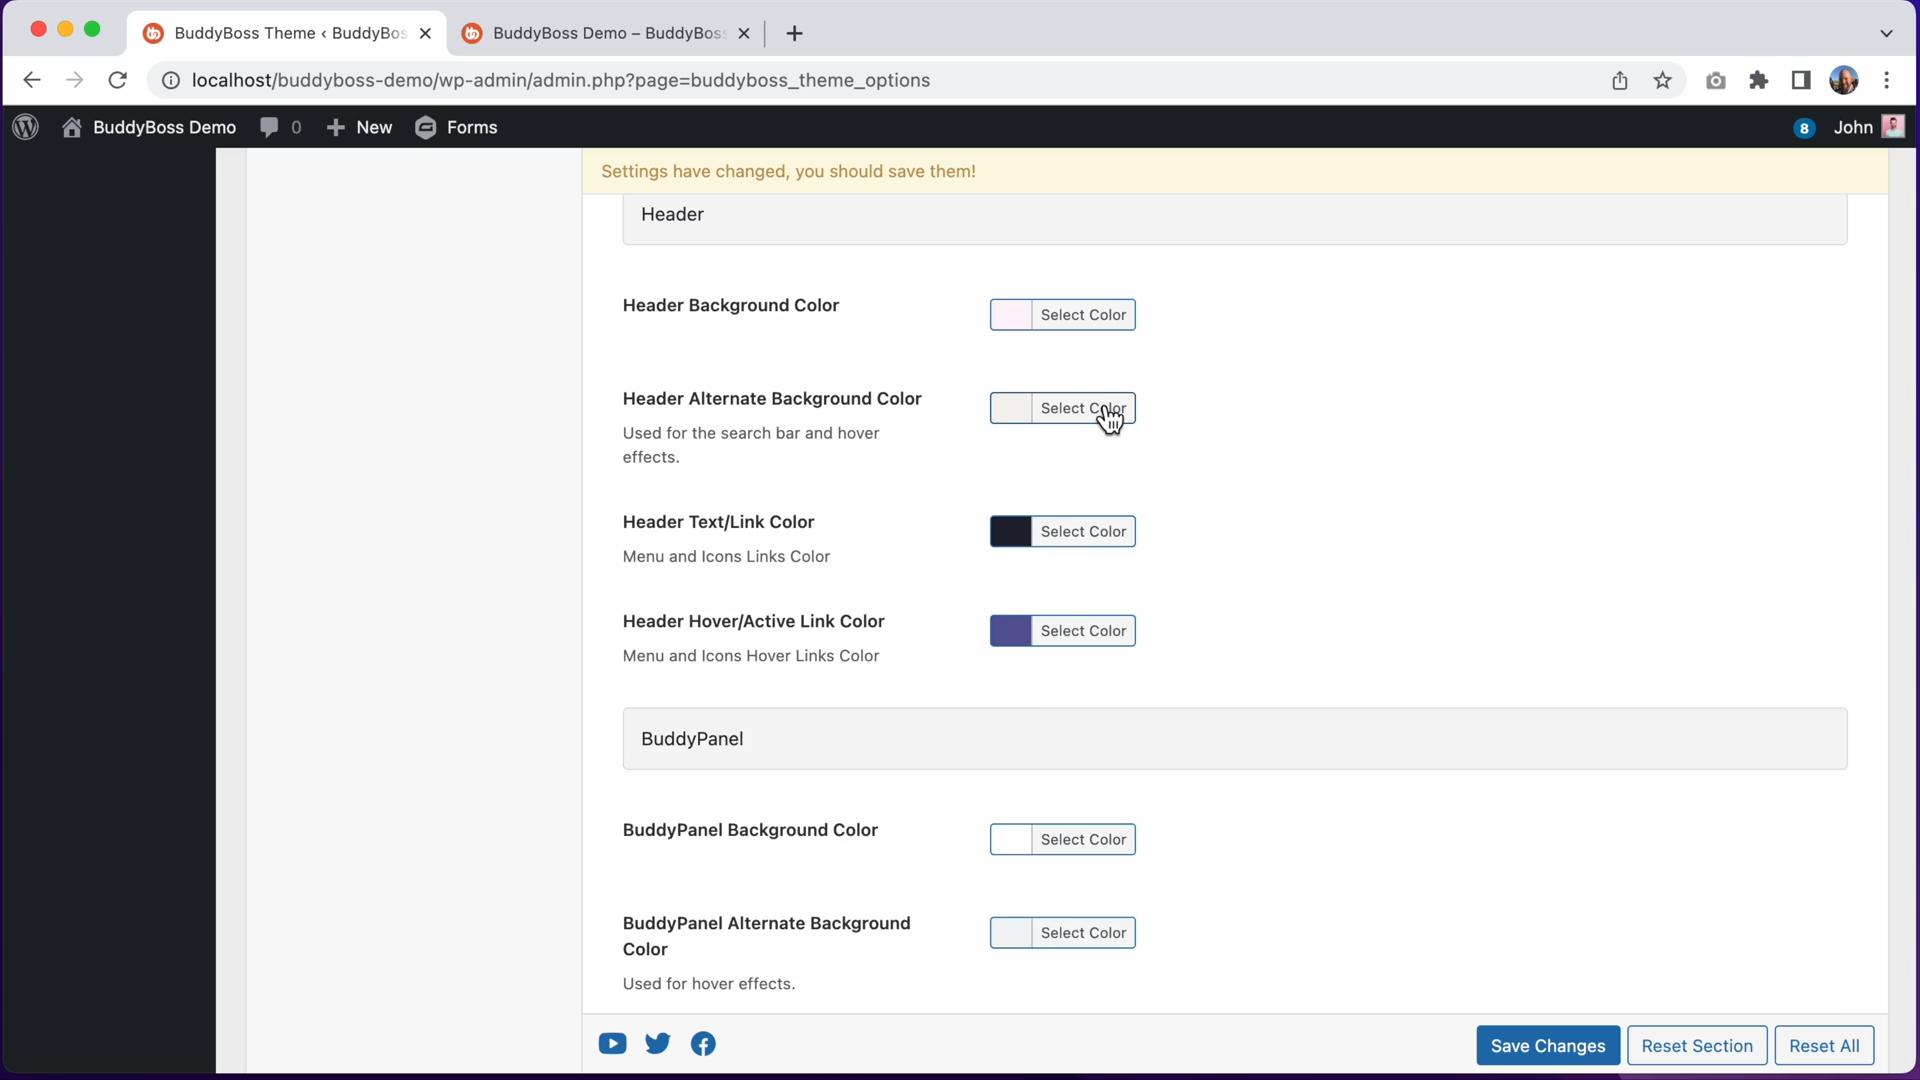 BuddyBoss Theme ‹ BuddyBos
BuddyBoss Demo – BuddyBoss
localhost/buddyboss-demo/wp-admin/admin.php?page=buddyboss_theme_options
BuddyBoss Demo
0
New
Forms
8
John
Settings have changed, you should save them!
Header
Header Background Color
Select Color
Header Alternate Background Color
Select Color
Used for the search bar and hover
effects.
Header Text/Link Color
Select Color
Menu and Icons Links Color
Header Hover/Active Link Color
Select Color
Menu and Icons Hover Links Color
BuddyPanel
BuddyPanel Background Color
Select Color
BuddyPanel Alternate Background
Color
Select Color
Used for hover effects.
Save Changes
Reset Section
Reset All